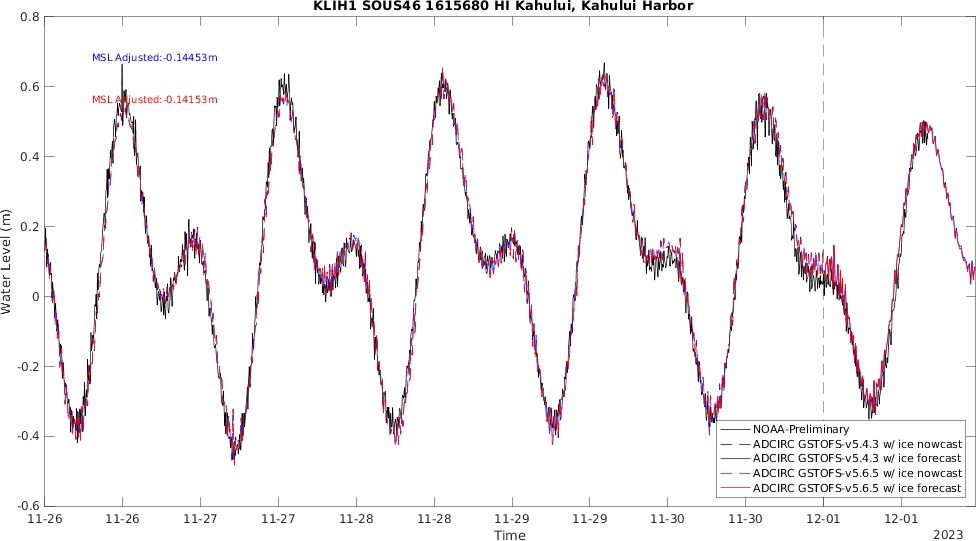 KLIH1 SOUS46 1615680 HI Kahului, Kahului Harbor
0.8
MSL Adjusted:-0.14453m
0.6
MSL Adjusted:-0.14153m
0.4
0.2
Water Level (m)
0
-0.2
-0.4
NOAA-Preliminary
ADCIRC GSTOFS-v5.4.3 w/ ice nowcast
ADCIRC GSTOFS-v5.4.3 w/ ice forecast
ADCIRC GSTOFS-v5.6.5 w/ ice nowcast
ADCIRC GSTOFS-v5.6.5 w/ ice forecast
-0.6
11-26 11-26 11-27 11-27 11-28 11-28 11-29 11-29 11-30 11-30 12-01 12-01
Time
2023